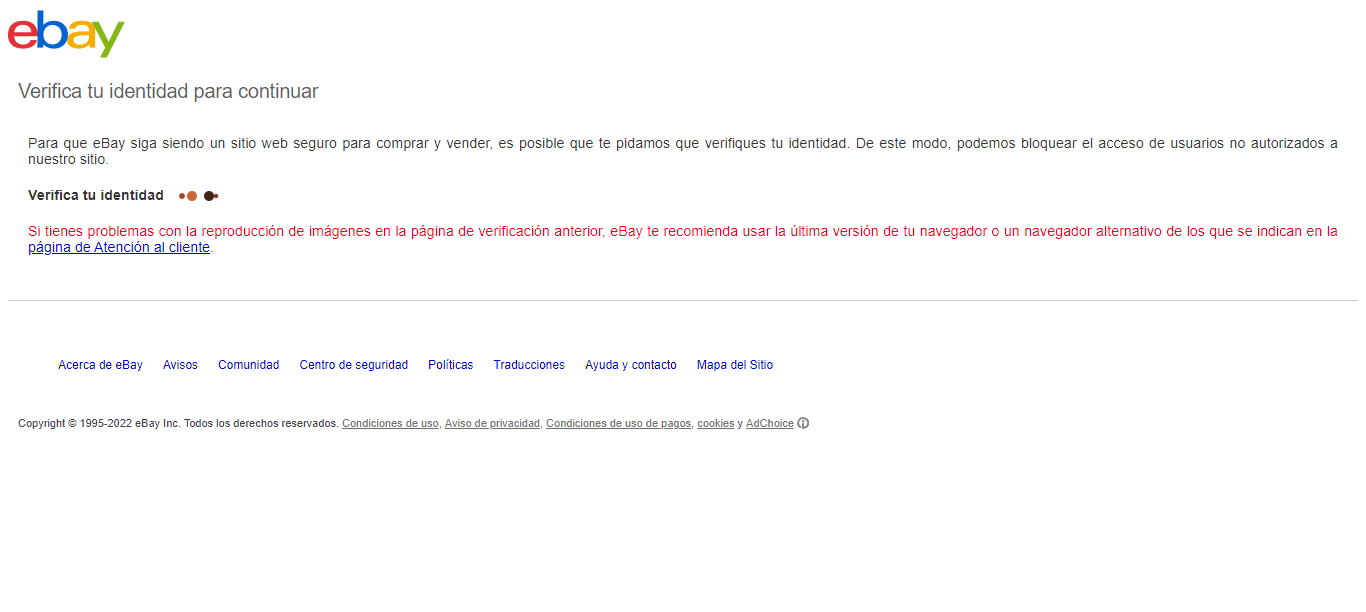 ebay
Verifica tu identidad para continuar
Para que eBay siga siendo un sitio web seguro para comprar y vender, es posible que te pidamos que verifiques tu identidad. De este modo, podemos bloquear el acceso de usuarios no autorizados a
nuestro sitio.
Verifica tu identidad
Si tienes problemas con la reproducción de imágenes en la página de verificación anterior, eBay te recomienda usar la última versión de tu navegador o un navegador alternativo de los que se indican en la
página de Atención al cliente.
Acerca de eBay Avisos Comunidad Centro de seguridad Políticas Traducciones Ayuda y contacto Mapa del Sitio
Copyright © 1995-2022 eBay Inc. Todos los derechos reservados. Condiciones de uso, Aviso de privacidad, Condiciones de uso de pagos, cookies y AdChoice